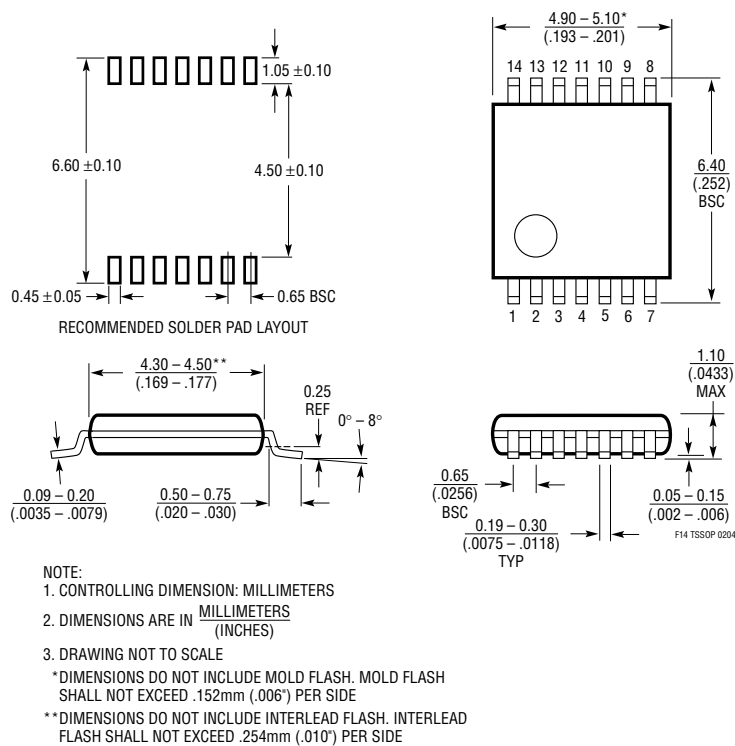 4.90 – 5.10*
(.193 – .201)
14 13 12 11 10 9 8
1.05 ±0.10
6.60 ±0.10
4.50 ±0.10
6.40
(.252)
BSC
0.45 ±0.05
0.65 BSC
RECOMMENDED SOLDER PAD LAYOUT
1 2 3 4 5 6 7
4.30 – 4.50**
(.169 – .177)
0.25
REF
0° – 8°
0.09 – 0.20
(.0035 – .0079)
0.50 – 0.75
(.020 – .030)
1.10
(.0433)
MAX
0.65
(.0256)
BSC
0.19 – 0.30
(.0075 – .0118)
TYP
0.05 – 0.15
(.002 – .006)
F14 TSSOP 0204
NOTE:
1. CONTROLLING DIMENSION: MILLIMETERS
2. DIMENSIONS ARE IN MILLIMETERS
(INCHES)
3. DRAWING NOT TO SCALE
*DIMENSIONS DO NOT INCLUDE MOLD FLASH. MOLD FLASH
SHALL NOT EXCEED .152mm (.006") PER SIDE
**DIMENSIONS DO NOT INCLUDE INTERLEAD FLASH. INTERLEAD
FLASH SHALL NOT EXCEED .254mm (.010") PER SIDE